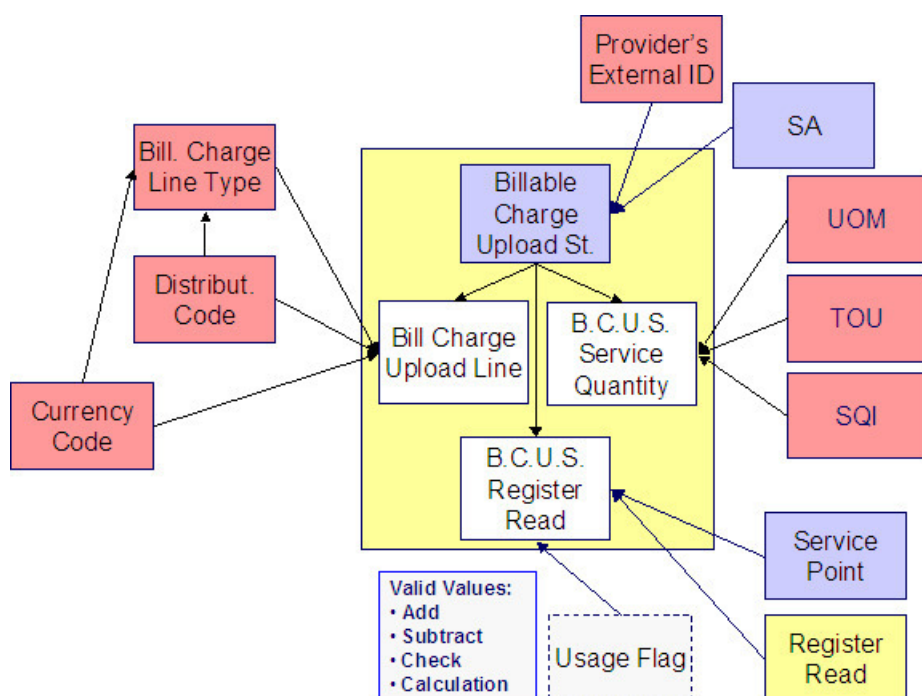 Provider's
External ID
SA
Bill. Charge
Line Type
Billable
Charge
Upload St.
UOM
Distribut.
Code
Bill Charge
Upload Line
B.C.U.S.
Service
Quantity
TOU
Currency
Code
SQI
B.C.U.S.
Register
Read
Service
Point
Valid Values:
• Add
• Subtract
• Check
• Calculation
Usage Flag
Register
Read